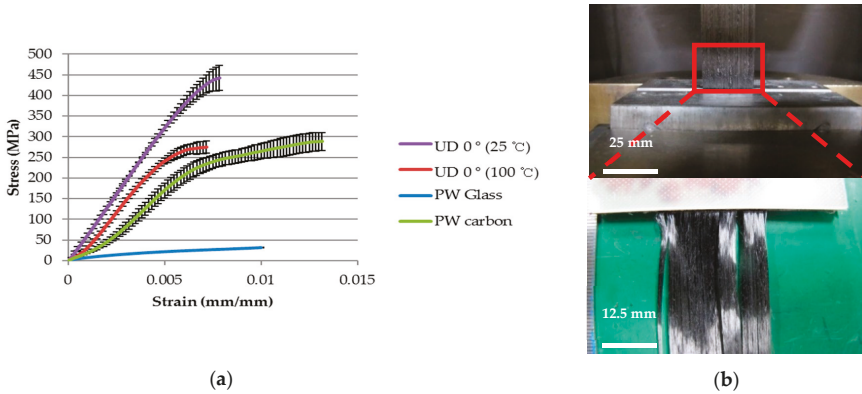 500
450
400
350
300
250
200
150
100
50
0
Stress (MPa)
0
0.005
0.01
0.015
Strain (mm/mm)
UD 0 ° (25 ℃)
UD 0 ° (100 ℃)
PW Glass
PW carbon
(a)
25 mm
12.5 mm
(b)